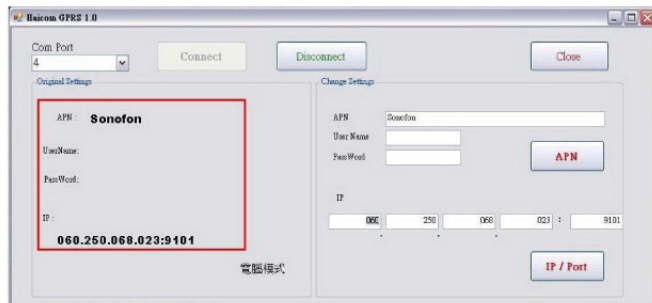 Haicom GPRS 1.0
Com Port
4
Connect
Disconnect
Close
Original Settings
APN : Sonofon
UserName:
PassWord:
IP :
060.250.068.023:9101
電腦模式
Change Settings
APN
Sonofon
User Name
PassWord
APN
IP
060 . 250 . 068 . 023 : 9101
IP / Port